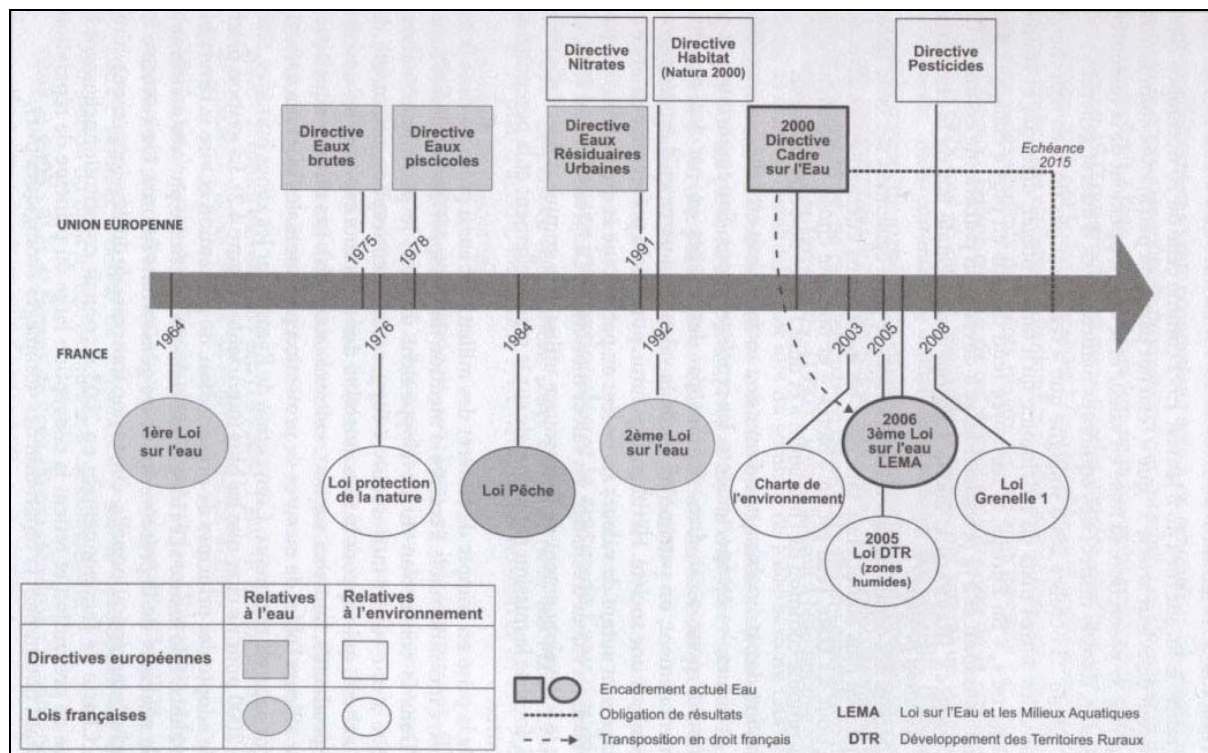 Directive
Nitrates
Directive
Habitat
(Natura 2000)
Directive
Pesticides
Directive
Eaux
brutes
Directive
Eaux
piscicoles
Directive
Eaux
Résiduaires
Urbaines
2000
Directive
Cadre
sur l'Eau
Echéance
2015
UNION EUROPENNE
1975
1978
1991
FRANCE
1964
1976
1984
1992
2003
2005
2008
1ère Loi
sur l'eau
Loi protection
de la nature
Loi Pêche
2ème Loi
sur l'eau
Charte de
l'environnement
2006
3ème Loi
sur l'eau
LEMA
Loi
Grenelle 1
2005
Loi DTR
(zones
humides)
Relatives
à l'eau
Relatives
à l'environnement
Directives européennes
Lois françaises
Encadrement actuel Eau
Obligation de résultats
Transposition en droit français
LEMA Loi sur l'Eau et les Milieux Aquatiques
DTR Développement des Territoires Ruraux